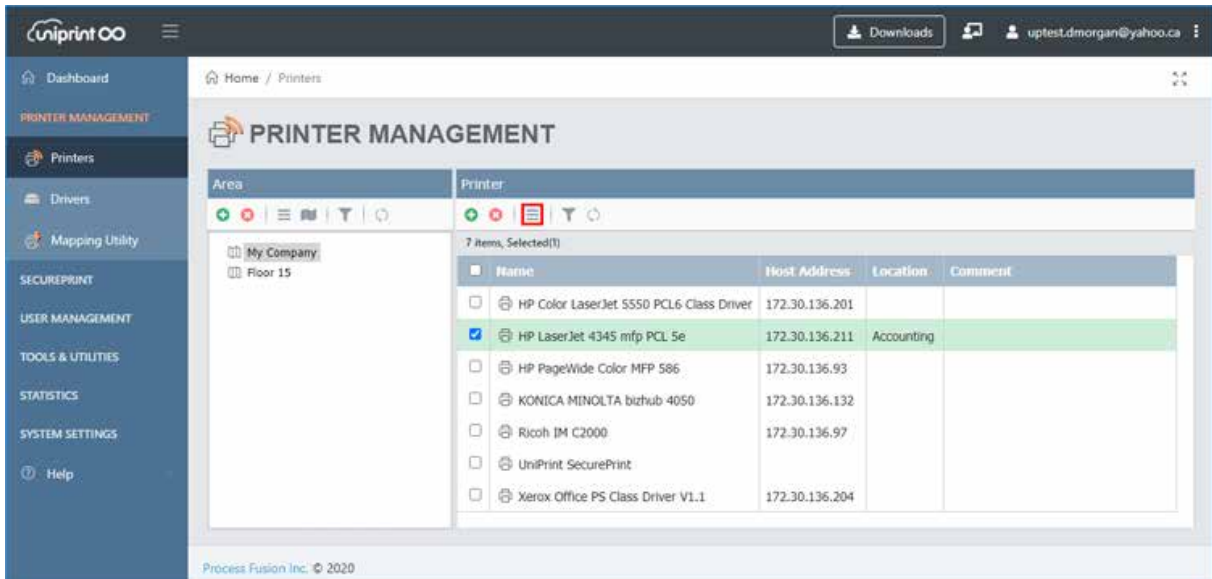 uniprint
Downloads
uptest.dmorgan@yahoo.ca
Dashboard
Home / Printers
PRINTER MANAGEMENT
PRINTER MANAGEMENT
Printers
Drivers
Mapping Utility
SECUREPRINT
USER MANAGEMENT
TOOLS & UTILITIES
STATISTICS
SYSTEM SETTINGS
Help
Area
My Company
Floor 15
Printer
7 items, Selected(1)
Name Host Address Location Comment
HP Color LaserJet 5550 PCL6 Class Driver 172.30.136.201
HP LaserJet 4345 mfp PCL 5e 172.30.136.211 Accounting
HP PageWide Color MFP 586 172.30.136.93
KONICA MINOLTA bizhub 4050 172.30.136.132
Ricoh IM C2000 172.30.136.97
UniPrint SecurePrint
Xerox Office PS Class Driver V1.1 172.30.136.204
Process Fusion Inc. © 2020